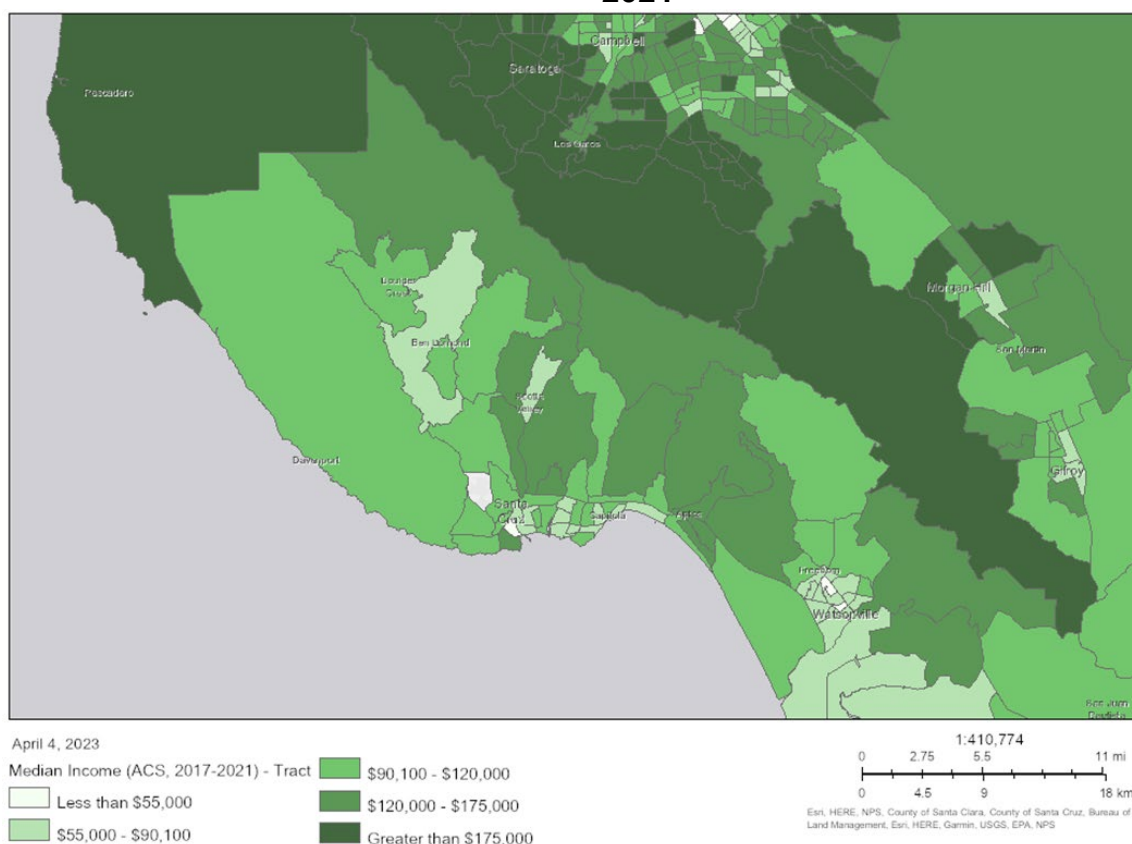 Campbell
Saratoga
Pescadero
Los Gatos
Morgan Hill
Boulder
Creek
San Martin
Ben Lomond
Scotts
Valley
Davenport
Gilroy
Santa
Cruz
Capitola
Aptos
Freedom
Watsonville
San Juan
Bautista
April 4, 2023
Median Income (ACS, 2017-2021) - Tract
Less than $55,000
$55,000 - $90,100
$90,100 - $120,000
$120,000 - $175,000
Greater than $175,000
1:410,774
0 2.75 5.5 11 mi
0 4.5 9 18 km
Esri, HERE, NPS, County of Santa Clara, County of Santa Cruz, Bureau of
Land Management, Esri, HERE, Garmin, USGS, EPA, NPS